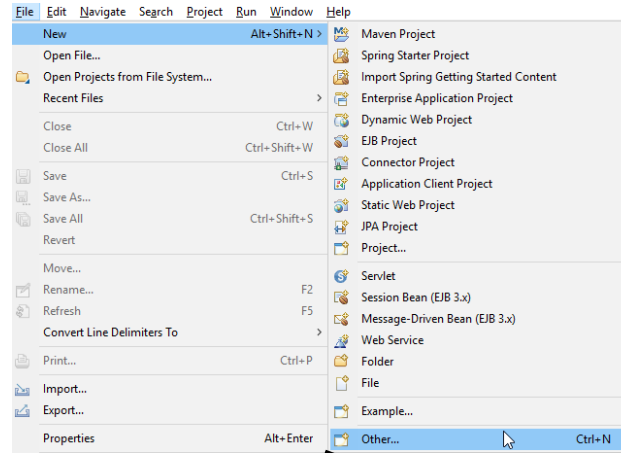 File Edit Navigate Search Project Run Window Help
New Alt+Shift+N >
Open File...
Open Projects from File System...
Recent Files >
Close Ctrl+W
Close All Ctrl+Shift+W
Save Ctrl+S
Save As...
Save All Ctrl+Shift+S
Revert
Move...
Rename... F2
Refresh F5
Convert Line Delimiters To >
Print... Ctrl+P
Import...
Export...
Properties Alt+Enter
Maven Project
Spring Starter Project
Import Spring Getting Started Content
Enterprise Application Project
Dynamic Web Project
EJB Project
Connector Project
Application Client Project
Static Web Project
JPA Project
Project...
Servlet
Session Bean (EJB 3.x)
Message-Driven Bean (EJB 3.x)
Web Service
Folder
File
Example...
Other... Ctrl+N